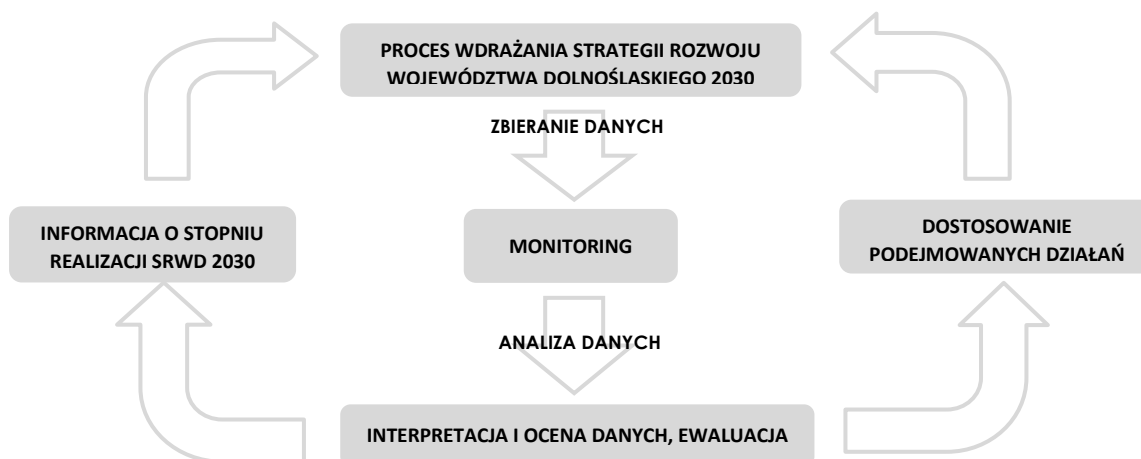 PROCES WDRAŻANIA STRATEGII ROZWOJU
WOJEWÓDZTWA DOLNOŚLASKIEGO 2030
ZBIERANIE DANYCH
INFORMACJA O STOPNIU
REALIZACJI SRWD 2030
MONITORING
DOSTOSOWANIE
PODEJMOWANYCH DZIAŁAŃ
ANALIZA DANYCH
INTERPRETACJA I OCENA DANYCH, EWALUACJA